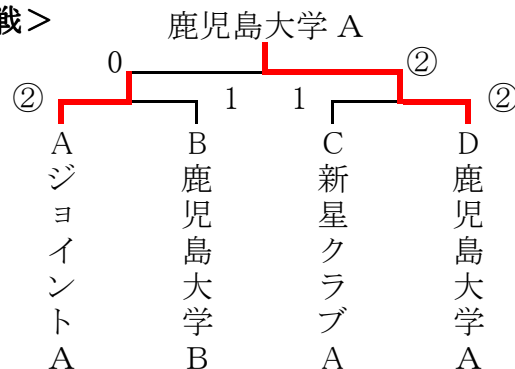 戦＞
鹿児島大学 A
0 ②
② 1 1 ②
A B C D
ジョイントA
鹿児島大学B
新星クラブA
鹿児島大学A